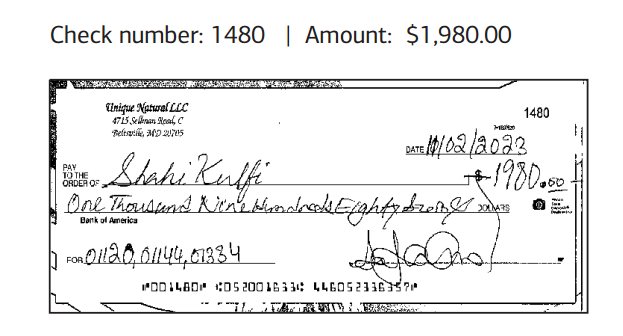 Check number: 1480 | Amount: $1,980.00
Unique Natural LLC
4715 Sellman Road, C
Beltsville, MD 20705
1480
DATE 11/02/2023
PAY
TO THE
ORDER OF Shahi Kulfi $ 1980.00
One Thousand Nine Hundreds Eighty DOLLARS
Bank of America
FOR 01120, 01144, 01334
⑈001480⑈ ⑆052001633⑆ 446052336357⑈